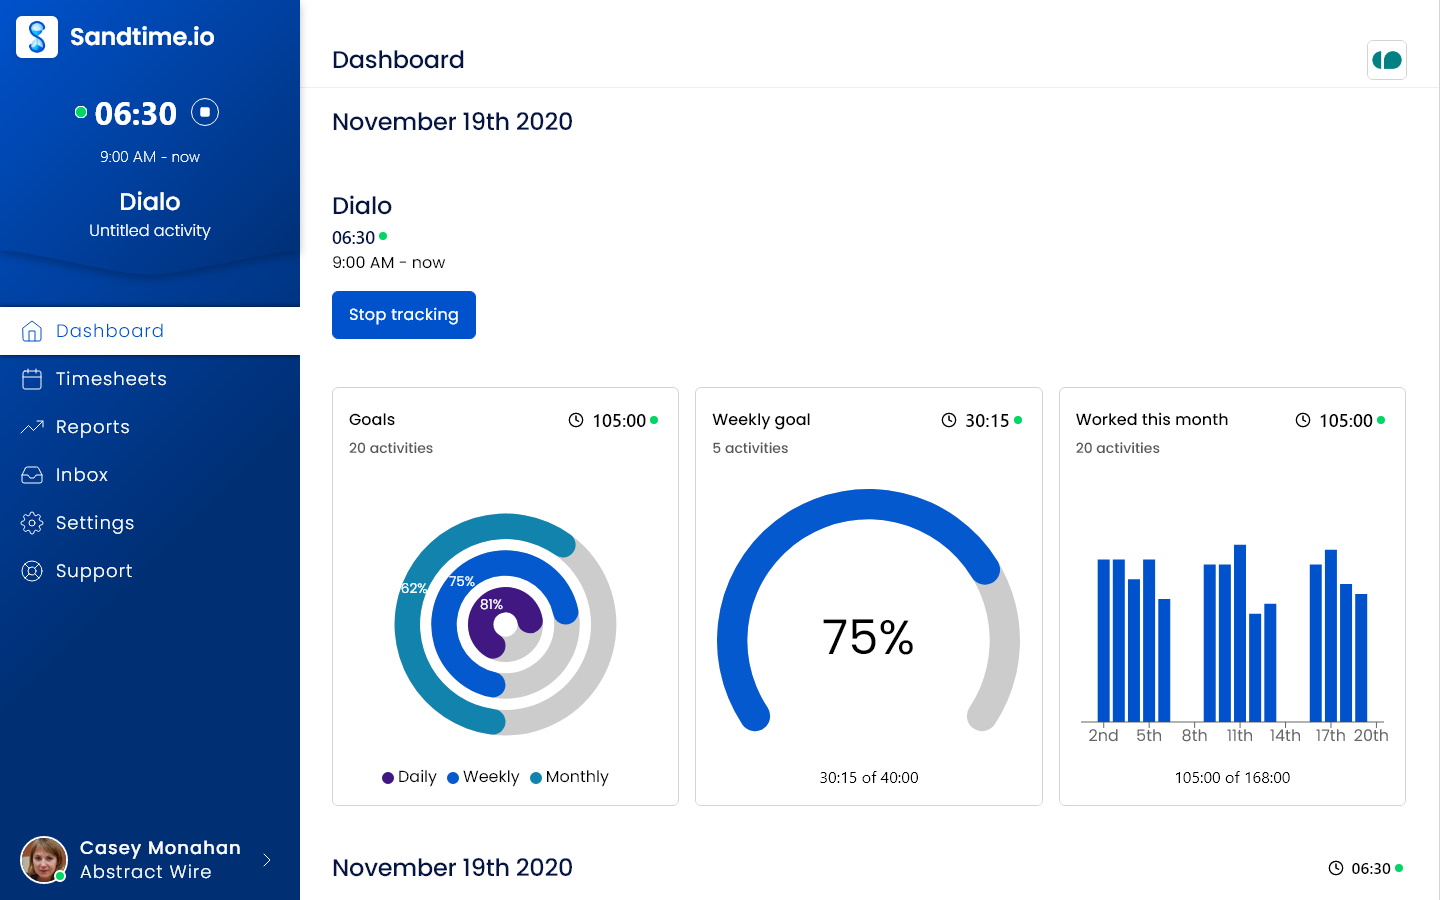 Sandtime.io
06:30
9:00 AM - now
Dialo
Untitled activity
Dashboard
Timesheets
Reports
Inbox
Settings
Support
Casey Monahan
Abstract Wire
Dashboard
November 19th 2020
Dialo
06:30
9:00 AM - now
Stop tracking
Goals
105:00
20 activities
62%
75%
81%
Daily Weekly Monthly
Weekly goal
30:15
5 activities
75%
30:15 of 40:00
Worked this month
105:00
20 activities
2nd 5th 8th 11th 14th 17th 20th
105:00 of 168:00
November 19th 2020
06:30